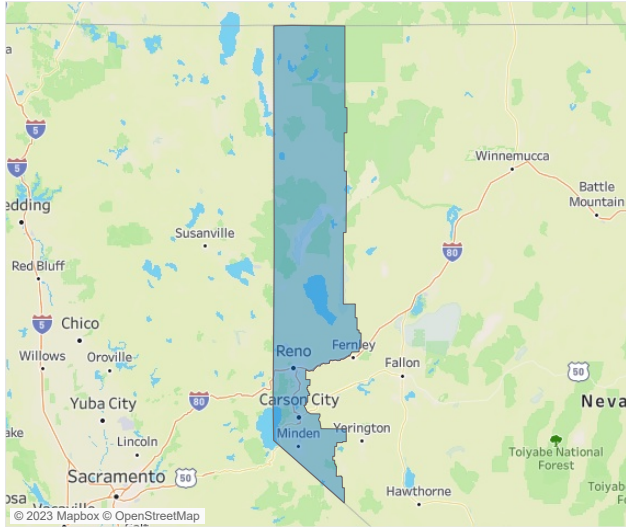 a
5
5
Winnemucca
Battle
Mountain
edding
Susanville
Red Bluff
80
5
Chico
Willows
Oroville
Reno
Fernley
Fallon
50
80
Yuba City
Carson City
Neva
ake
Lincoln
Minden
Yerington
Toiyabe National
Forest
Sacramento
50
Toiyab
Fo
osa
Hawthorne
© 2023 Mapbox © OpenStreetMap